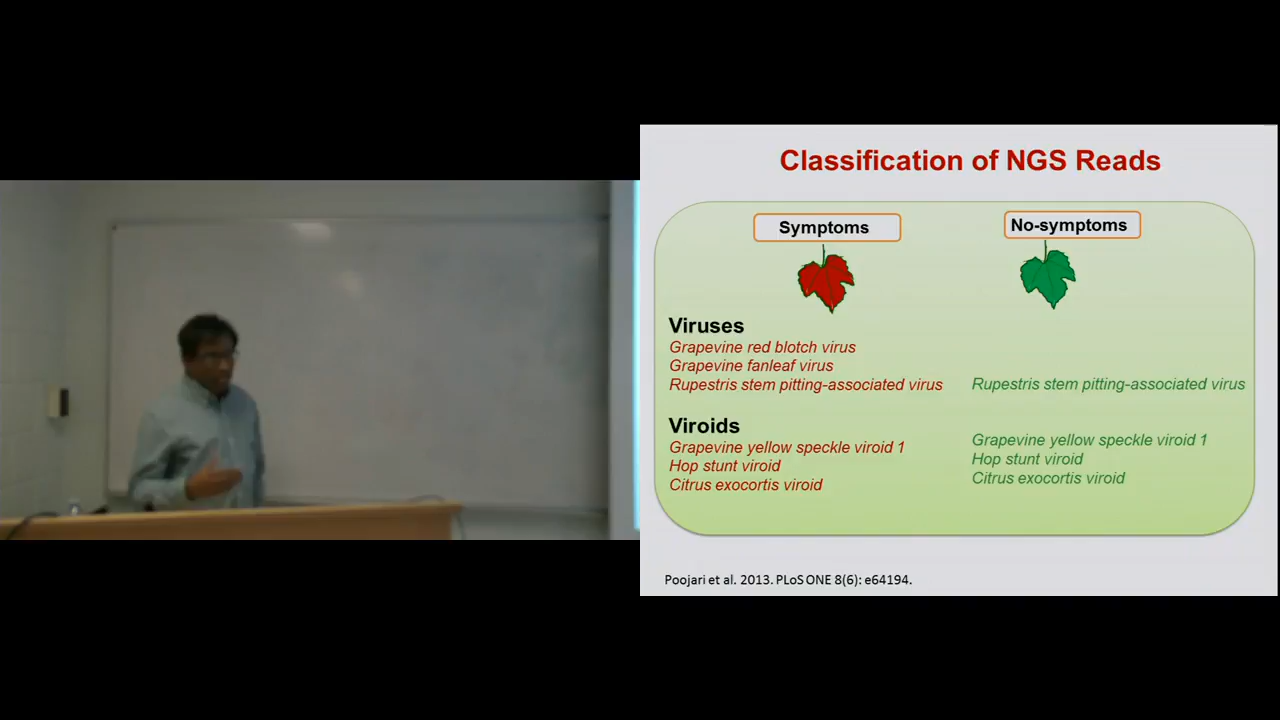 Classification of NGS Reads
Symptoms
No-symptoms
Viruses
Grapevine red blotch virus
Grapevine fanleaf virus
Rupestris stem pitting-associated virus
Rupestris stem pitting-associated virus
Viroids
Grapevine yellow speckle viroid 1
Hop stunt viroid
Citrus exocortis viroid
Grapevine yellow speckle viroid 1
Hop stunt viroid
Citrus exocortis viroid
Poojari et al. 2013. PLoS ONE 8(6): e64194.